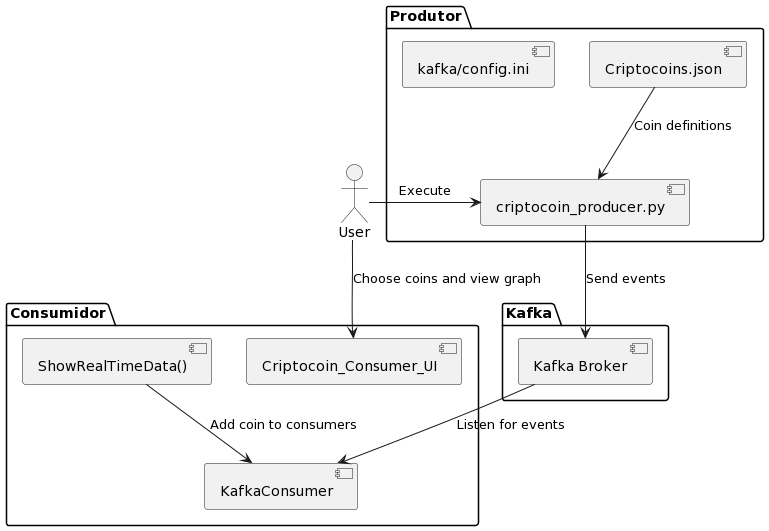 Produtor
kafka/config.ini
Criptocoins.json
Coin definitions
Execute
criptocoin_producer.py
User
Choose coins and view graph
Send events
Consumidor
Kafka
ShowRealTimeData()
Criptocoin_Consumer_UI
Kafka Broker
Add coin to consumers
Listen for events
KafkaConsumer